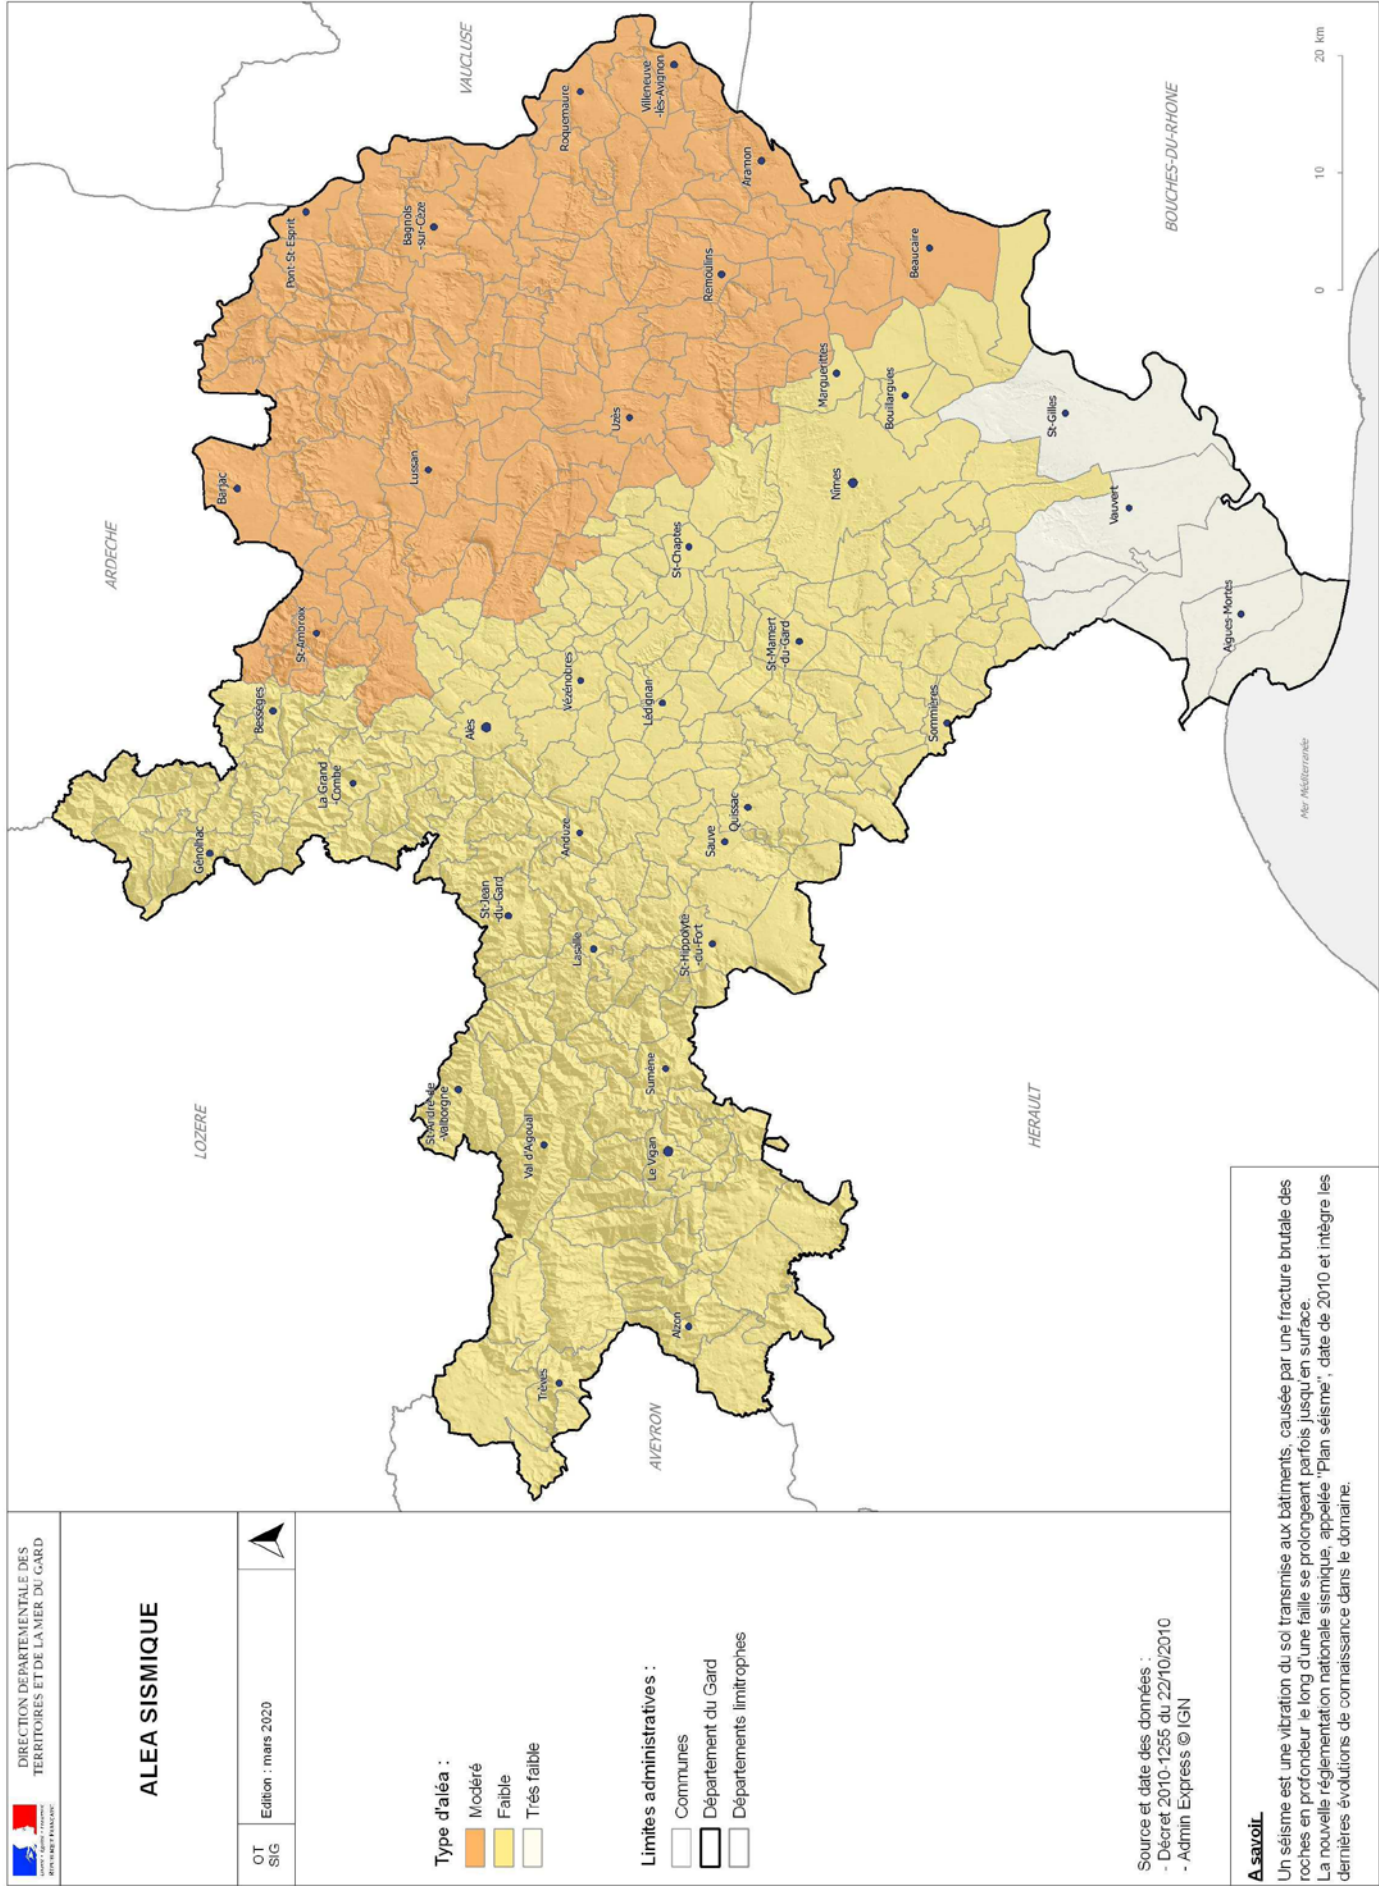 DIRECTION DEPARTEMENTALE DES
TERRITOIRES ET DE LA MER DU GARD
ALEA SISMIQUE
OT
SIG
Edition : mars 2020
Type d'aléa :
Modéré
Faible
Trés faible
Limites administratives :
Communes
Département du Gard
Départements limitrophes
Source et date des données :
- Décret 2010-1255 du 22/10/2010
- Admin Express © IGN
A savoir
Un séisme est une vibration du sol transmise aux bâtiments, causée par une fracture brutale des
roches en profondeur le long d'une faille se prolongeant parfois jusqu'en surface.
La nouvelle réglementation nationale sismique, appelée "Plan séisme", date de 2010 et intègre les
dernières évolutions de connaissance dans le domaine.
LOZERE
ARDECHE
VAUCLUSE
AVEYRON
HERAULT
BOUCHES-DU-RHONE
Mer Méditerranée
Génolhac
Bessèges
St-Ambroix
Barjac
Pont-St-Esprit
La Grand
-Combe
Lussan
Bagnols
-sur-Cèze
St-André-de
-Valborgne
St-Jean
-du-Gard
Alès
Roquemaure
Trèves
Val d'Aigoual
Lasalle
Anduze
Vézénobres
Uzès
Villeneuve
-lès-Avignon
Alzon
Le Vigan
Sumène
St-Hippolyte
-du-Fort
Sauve
Quissac
Lédignan
St-Chaptes
Remoulins
Aramon
St-Mamert
-du-Gard
Nîmes
Marguerittes
Bouillargues
Beaucaire
Sommières
Vauvert
St-Gilles
Aigues-Mortes
0
10
20 km